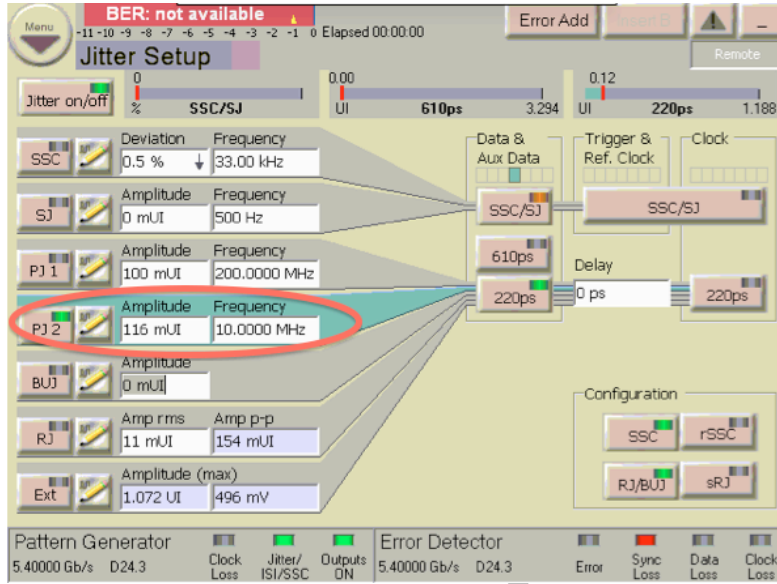 BER: not available
Error Add
Insert B
Menu
-11 -10 -9 -8 -7 -6 -5 -4 -3 -2 -1 0 Elapsed 00:00:00
Jitter Setup
Remote
Jitter on/off
0
% SSC/SJ
0.00
UI 610ps 3.294
0.12
UI 220ps 1.188
SSC
Deviation Frequency
0.5 % 33.00 kHz
Data &
Aux Data
Trigger &
Ref. Clock
Clock
SJ
Amplitude Frequency
0 mUI 500 Hz
SSC/SJ
SSC/SJ
PJ 1
Amplitude Frequency
100 mUI 200.0000 MHz
610ps
Delay
PJ 2
Amplitude Frequency
116 mUI 10.0000 MHz
220ps
0 ps
220ps
BUJ
Amplitude
0 mUI
Configuration
RJ
Amp rms Amp p-p
11 mUI 154 mUI
SSC rSSC
Ext
Amplitude (max)
1.072 UI 496 mV
RJ/BUJ sRJ
Pattern Generator
5.40000 Gb/s D24.3
Clock
Loss
Jitter/
ISI/SSC
Outputs
ON
Error Detector
5.40000 Gb/s D24.3
Error
Sync
Loss
Data
Loss
Clock
Loss